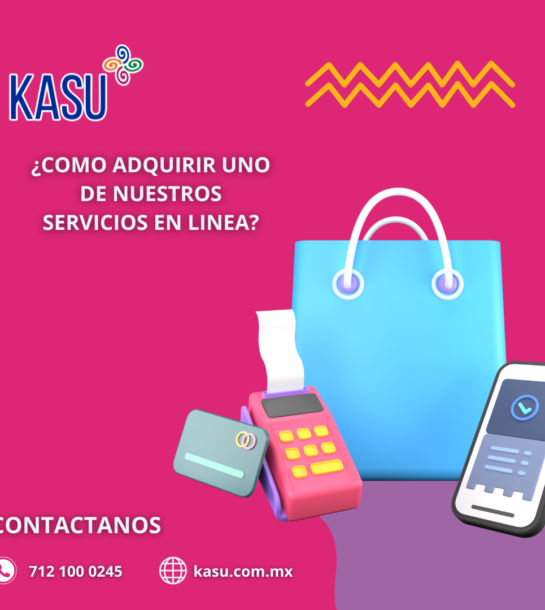 KASU
¿COMO ADQUIRIR UNO
DE NUESTROS
SERVICIOS EN LINEA?
CONTACTANOS
712 100 0245
kasu.com.mx